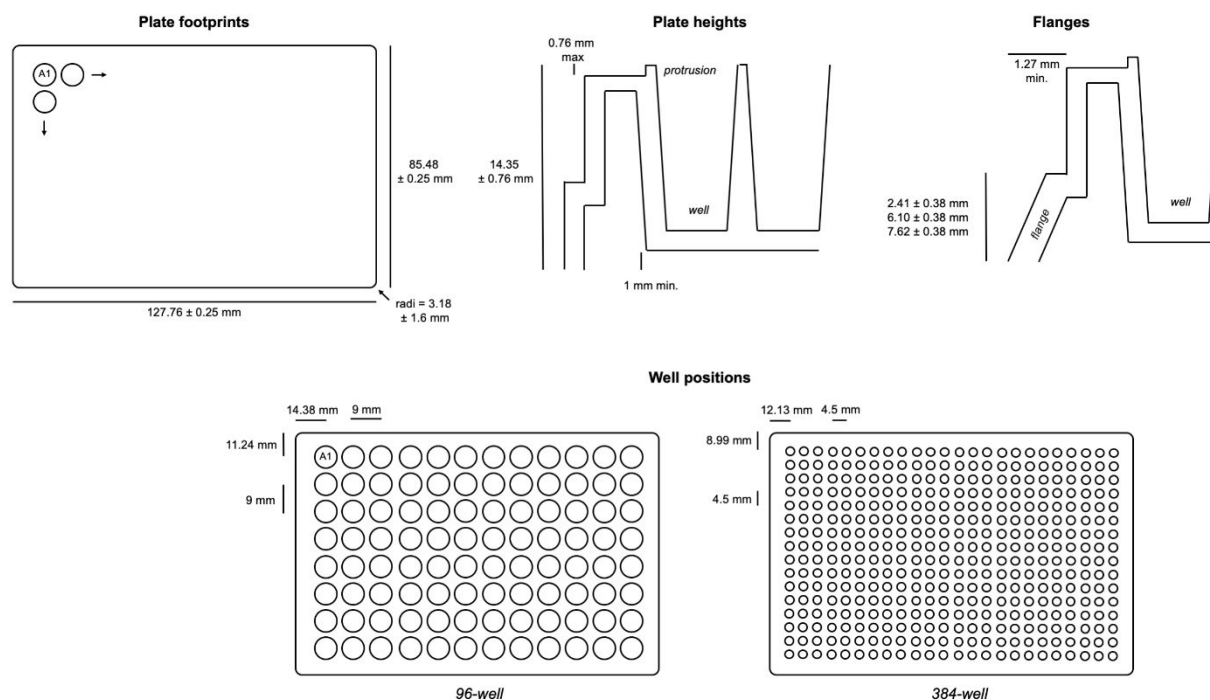 Plate footprints
A1
85.48
± 0.25 mm
127.76 ± 0.25 mm
radi = 3.18
± 1.6 mm
Plate heights
0.76 mm
max
protrusion
14.35
± 0.76 mm
well
1 mm min.
Flanges
1.27 mm
min.
2.41 ± 0.38 mm
6.10 ± 0.38 mm
7.62 ± 0.38 mm
flange
well
Well positions
14.38 mm
9 mm
11.24 mm
A1
9 mm
96-well
12.13 mm
4.5 mm
8.99 mm
4.5 mm
384-well